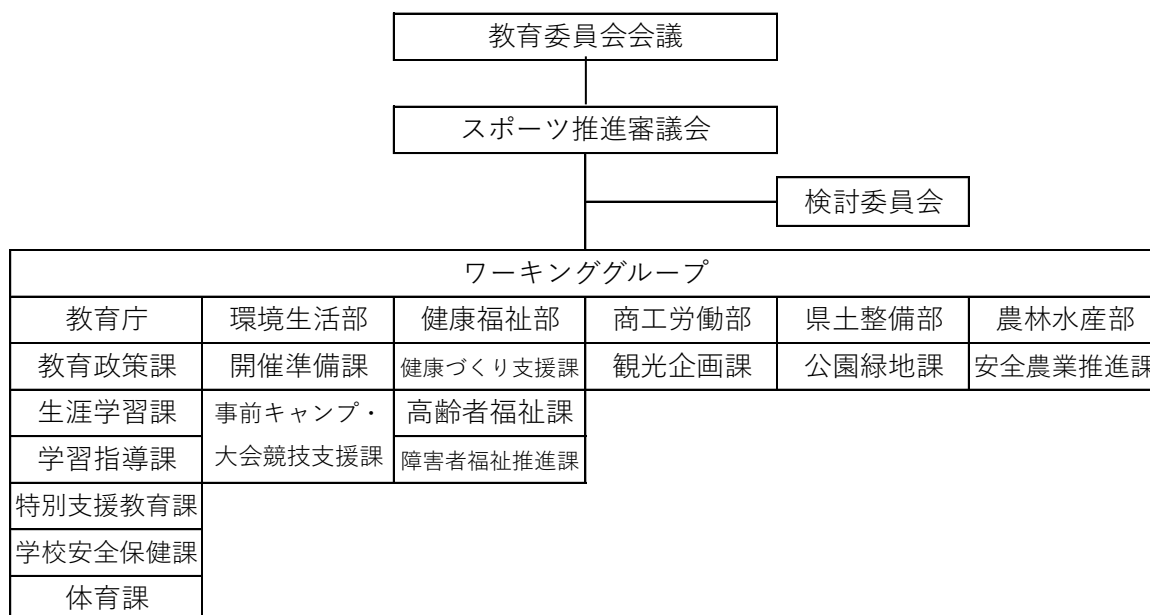 教育委員会会議
スポーツ推進審議会
検討委員会
ワーキンググループ
教育庁 環境生活部 健康福祉部 商工労働部 県土整備部 農林水産部
教育政策課 開催準備課 健康づくり支援課 観光企画課 公園緑地課 安全農業推進課
生涯学習課 事前キャンプ・ 高齢者福祉課
学習指導課 大会競技支援課 障害者福祉推進課
特別支援教育課
学校安全保健課
体育課